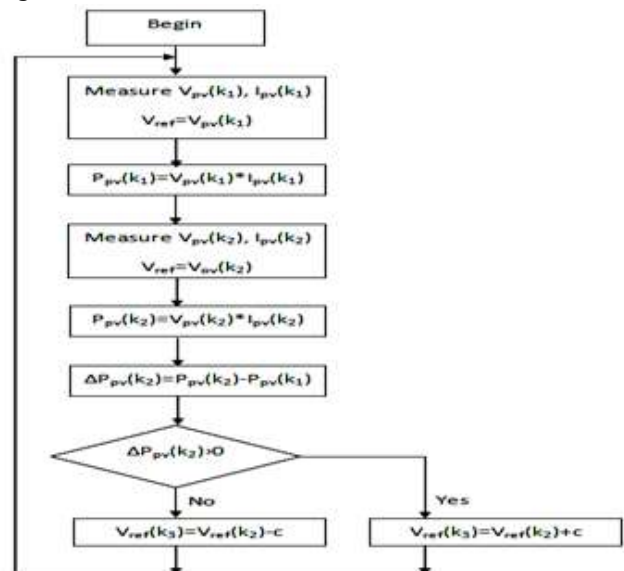 Begin
Measure Vpv(k₁), Ipv(k₁)
Vref=Vpv(k₁)
Ppv(k₁)=Vpv(k₁)*Ipv(k₁)
Measure Vpv(k₂), Ipv(k₂)
Vref=Vpv(k₂)
Ppv(k₂)=Vpv(k₂)*Ipv(k₂)
ΔPpv(k₂)=Ppv(k₂)-Ppv(k₁)
ΔPpv(k₂)>0
No
Yes
Vref(k₃)=Vref(k₂)-c
Vref(k₃)=Vref(k₂)+c